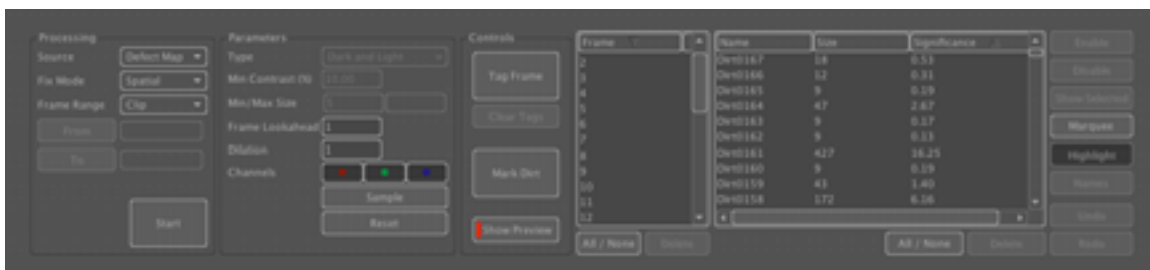 Processing
Source Defect Map
Fix Mode Spatial
Frame Range Clip
From
To
Start
Parameters
Type Dark and Light
Min Contrast (%) 10.00
Min/Max Size 5
Frame Lookahead 1
Dilation 1
Channels
Sample
Reset
Controls
Tag Frame
Clear Tags
Mark Dirt
Show Preview
Frame
2
3
4
5
6
7
8
9
10
11
12
All / None Delete
Name Size Significance
Dirt0167 18 0.53
Dirt0166 12 0.31
Dirt0165 9 0.19
Dirt0164 47 2.67
Dirt0163 9 0.17
Dirt0162 9 0.13
Dirt0161 427 16.25
Dirt0160 9 0.19
Dirt0159 43 1.40
Dirt0158 172 6.16
All / None Delete
Enable
Disable
Show Selected
Marquee
Highlight
Names
Undo
Redo